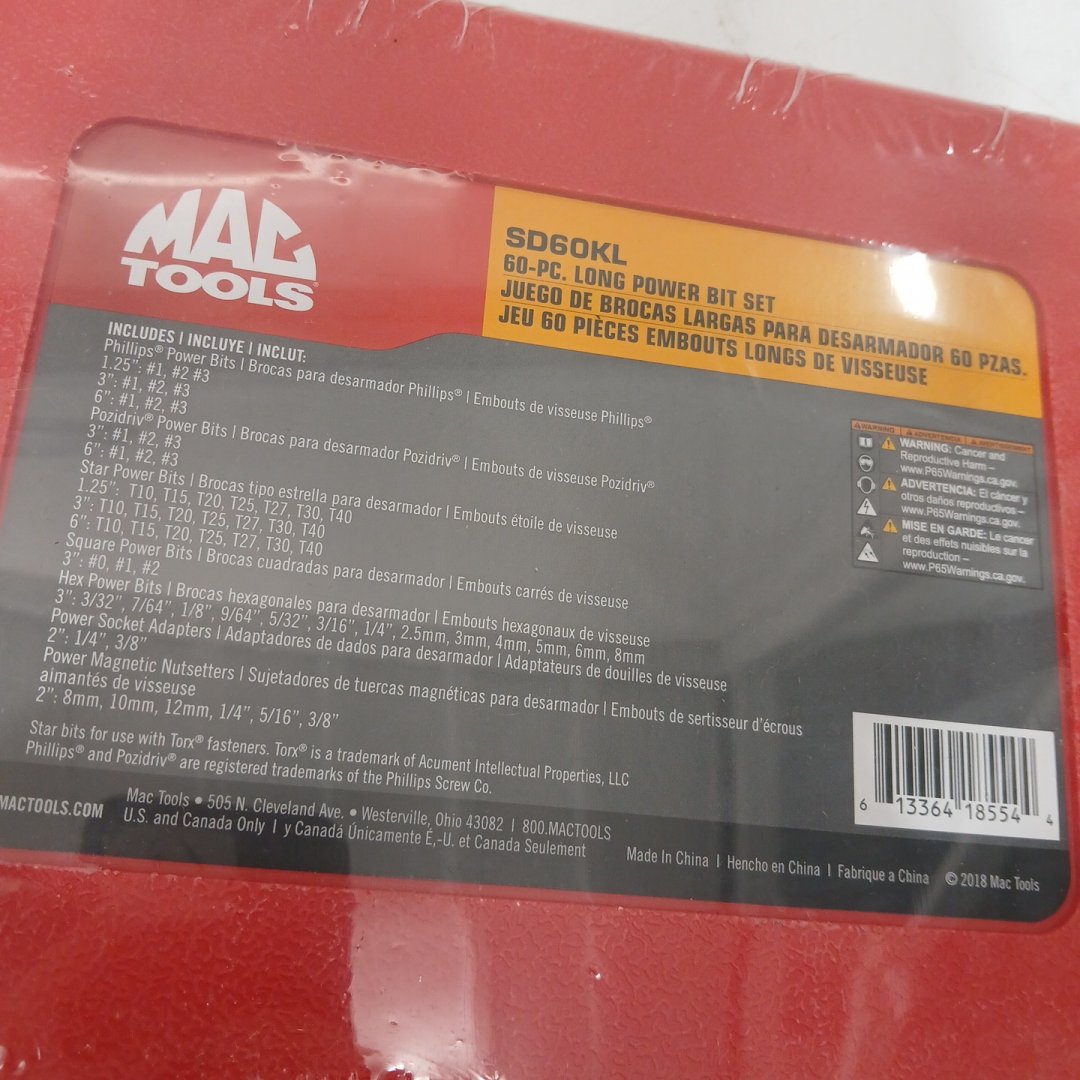 MAC
TOOLS®
SD60KL
60-PC. LONG POWER BIT SET
JUEGO DE BROCAS LARGAS PARA DESARMADOR 60 PZAS.
JEU 60 PIÈCES EMBOUTS LONGS DE VISSEUSE
INCLUDES | INCLUYE | INCLUT:
Phillips® Power Bits | Brocas para desarmador Phillips® | Embouts de visseuse Phillips®
1.25”: #1, #2 #3
3”: #1, #2, #3
6”: #1, #2, #3
Pozidriv® Power Bits | Brocas para desarmador Pozidriv® | Embouts de visseuse Pozidriv®
3”: #1, #2, #3
6”: #1, #2, #3
Star Power Bits | Brocas tipo estrella para desarmador | Embouts étoile de visseuse
1.25”: T10, T15, T20, T25, T27, T30, T40
3”: T10, T15, T20, T25, T27, T30, T40
6”: T10, T15, T20, T25, T27, T30, T40
Square Power Bits | Brocas cuadradas para desarmador | Embouts carrés de visseuse
3”: #0, #1, #2
Hex Power Bits | Brocas hexagonales para desarmador | Embouts hexagonaux de visseuse
3”: 3/32”, 7/64”, 1/8”, 9/64”, 5/32”, 3/16”, 1/4”, 2.5mm, 3mm, 4mm, 5mm, 6mm, 8mm
Power Socket Adapters | Adaptadores de dados para desarmador | Adaptateurs de douilles de visseuse
2”: 1/4”, 3/8”
Power Magnetic Nutsetters | Sujetadores de tuercas magnéticas para desarmador | Embouts de sertisseur d’écrous
aimantés de visseuse
2”: 8mm, 10mm, 12mm, 1/4”, 5/16”, 3/8”
Star bits for use with Torx® fasteners. Torx® is a trademark of Acument Intellectual Properties, LLC
Phillips® and Pozidriv® are registered trademarks of the Phillips Screw Co.
WARNING ADVERTENCIA AVERTISSEMENT
WARNING: Cancer and
Reproductive Harm –
www.P65Warnings.ca.gov.
ADVERTENCIA: El cáncer y
otros daños reproductivos –
www.P65Warnings.ca.gov.
MISE EN GARDE: Le cancer
et des effets nuisibles sur la
reproduction –
www.P65Warnings.ca.gov.
6 13364 18554 4
MACTOOLS.COM
Mac Tools • 505 N. Cleveland Ave. • Westerville, Ohio 43082 | 800.MACTOOLS
U.S. and Canada Only | y Canadá Únicamente É,-U. et Canada Seulement
Made In China | Hencho en China | Fabrique a China © 2018 Mac Tools